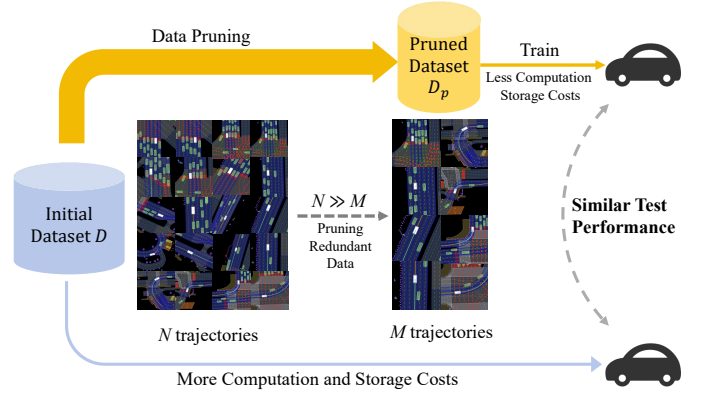 Data Pruning
Pruned
Dataset
D_p
Train
Less Computation
Storage Costs
Initial
Dataset D
N ≫ M
Pruning
Redundant
Data
Similar Test
Performance
N trajectories
M trajectories
More Computation and Storage Costs